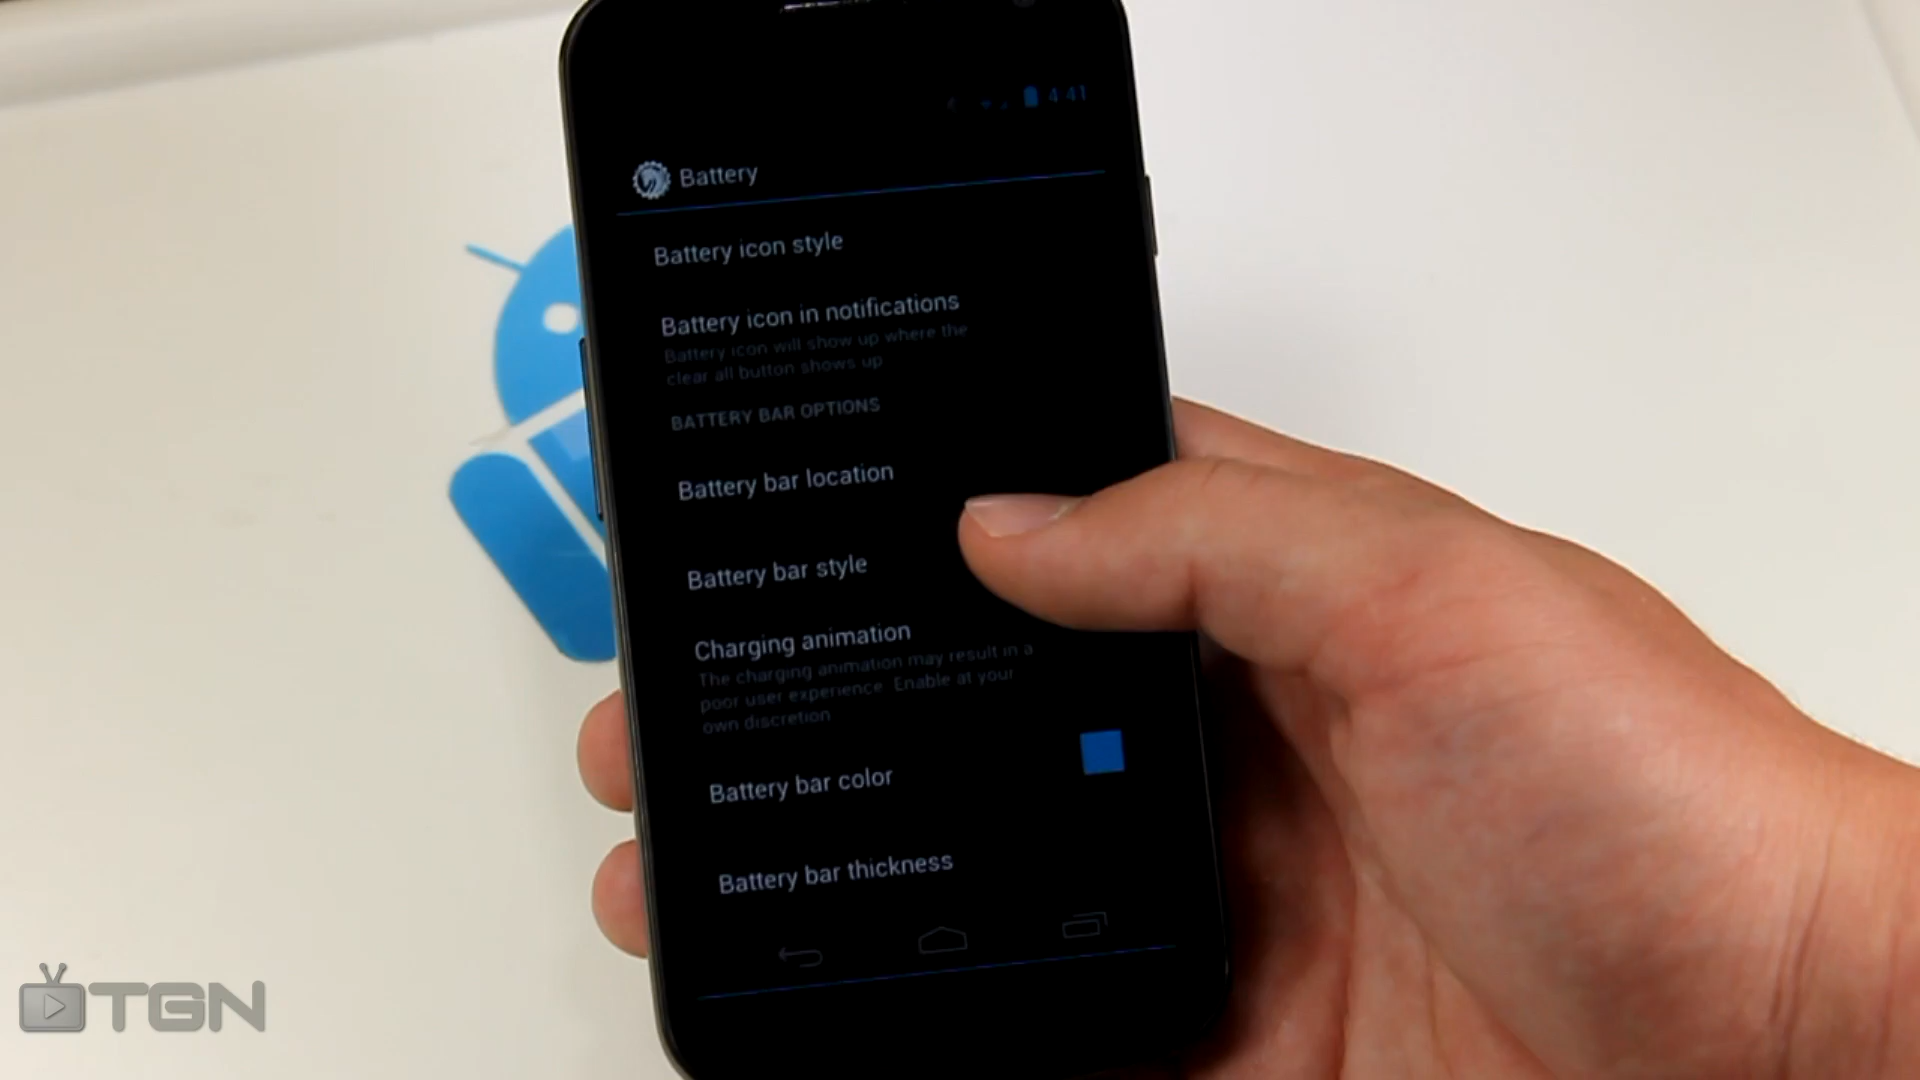 4:41
Battery
Battery icon style
Battery icon in notifications
Battery icon will show up where the
clear all button shows up
BATTERY BAR OPTIONS
Battery bar location
Battery bar style
Charging animation
The charging animation may result in a
poor user experience. Enable at your
own discretion
Battery bar color
Battery bar thickness
TGN